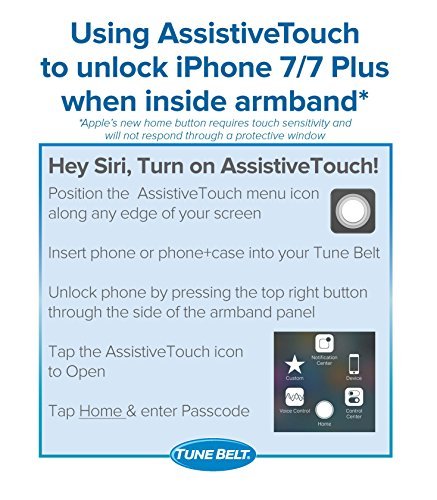 Using AssistiveTouch
to unlock iPhone 7/7 Plus
when inside armband*
*Apple's new home button requires touch sensitivity and
will not respond through a protective window
Hey Siri, Turn on AssistiveTouch!
Position the AssistiveTouch menu icon
along any edge of your screen
Insert phone or phone+case into your Tune Belt
Unlock phone by pressing the top right button
through the side of the armband panel
Tap the AssistiveTouch icon
to Open
Tap Home & enter Passcode
Notification
Center
Custom
Device
Voice Control
Control
Center
Home
TUNE BELT®